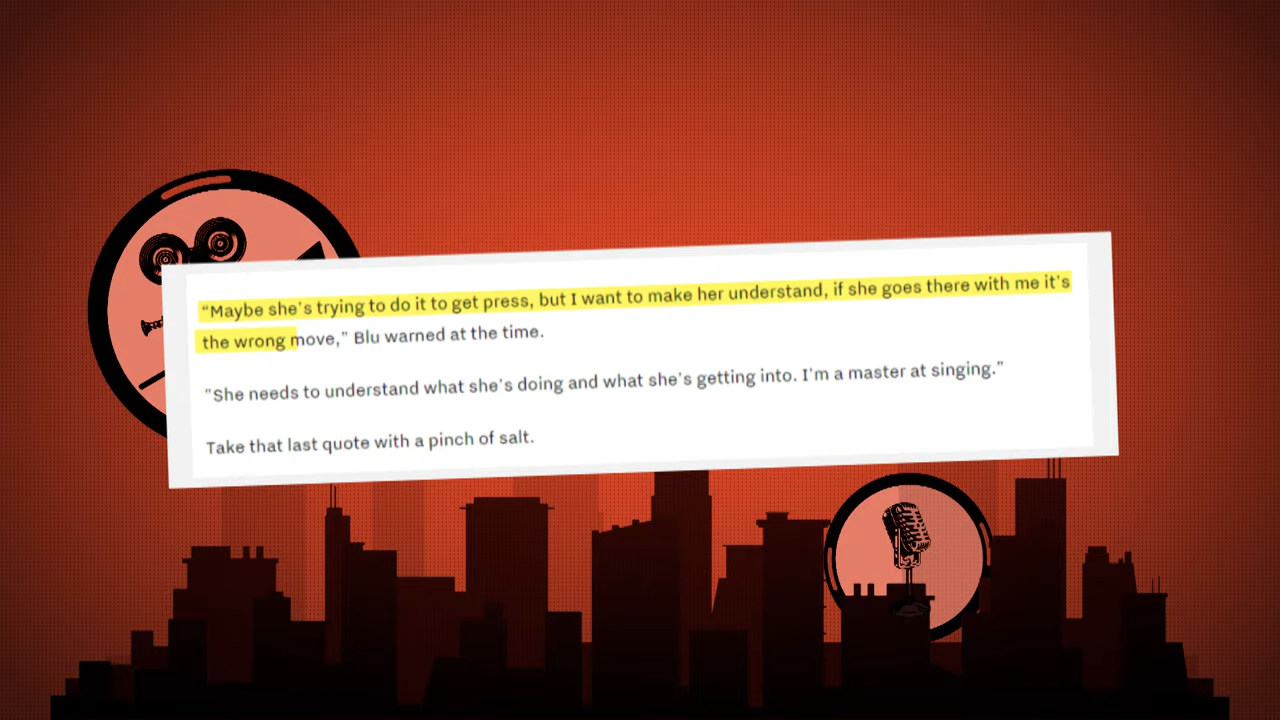 “Maybe she's trying to do it to get press, but I want to make her understand, if she goes there with me it's
the wrong move,” Blu warned at the time.
"She needs to understand what she's doing and what she's getting into. I'm a master at singing.”
Take that last quote with a pinch of salt.